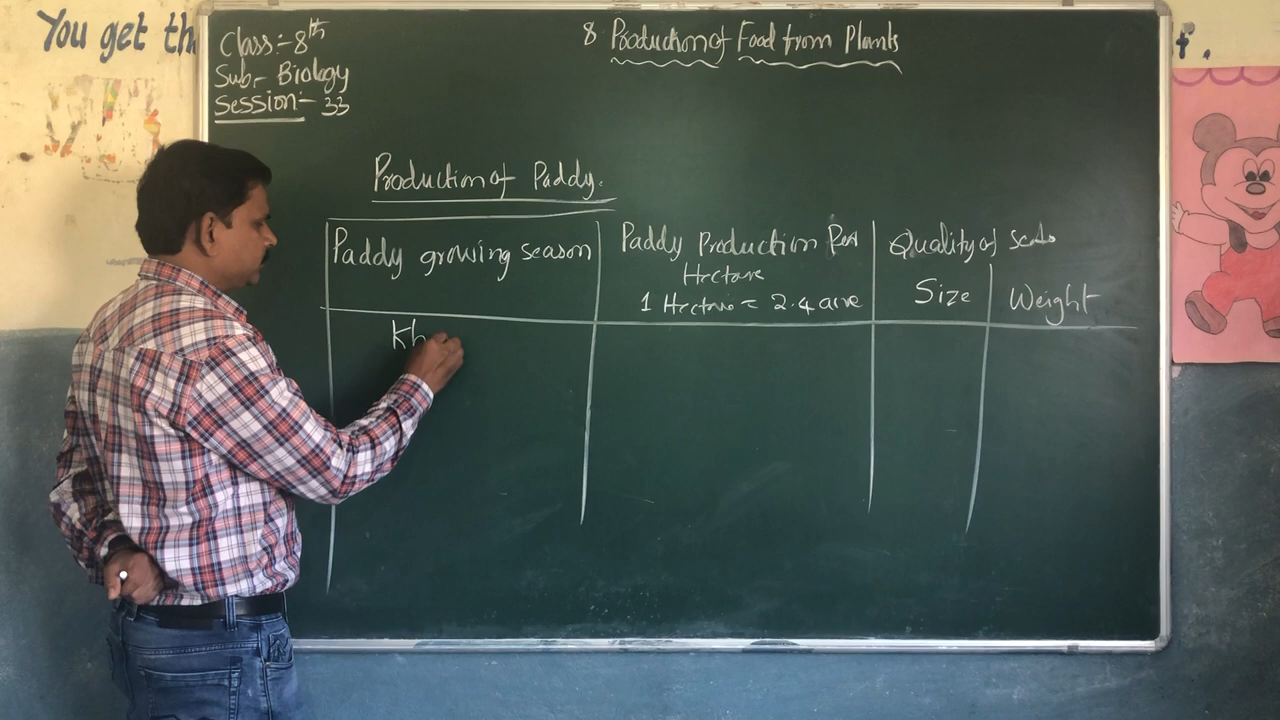 You get th
Class:- 8th
Sub:- Biology
Session:- 33
8 Production of Food from Plants
Production of Paddy.
Paddy growing season
Paddy Production Per
Hectare
1 Hectare = 2.4 acre
Quality of
Size
Weight
Kh